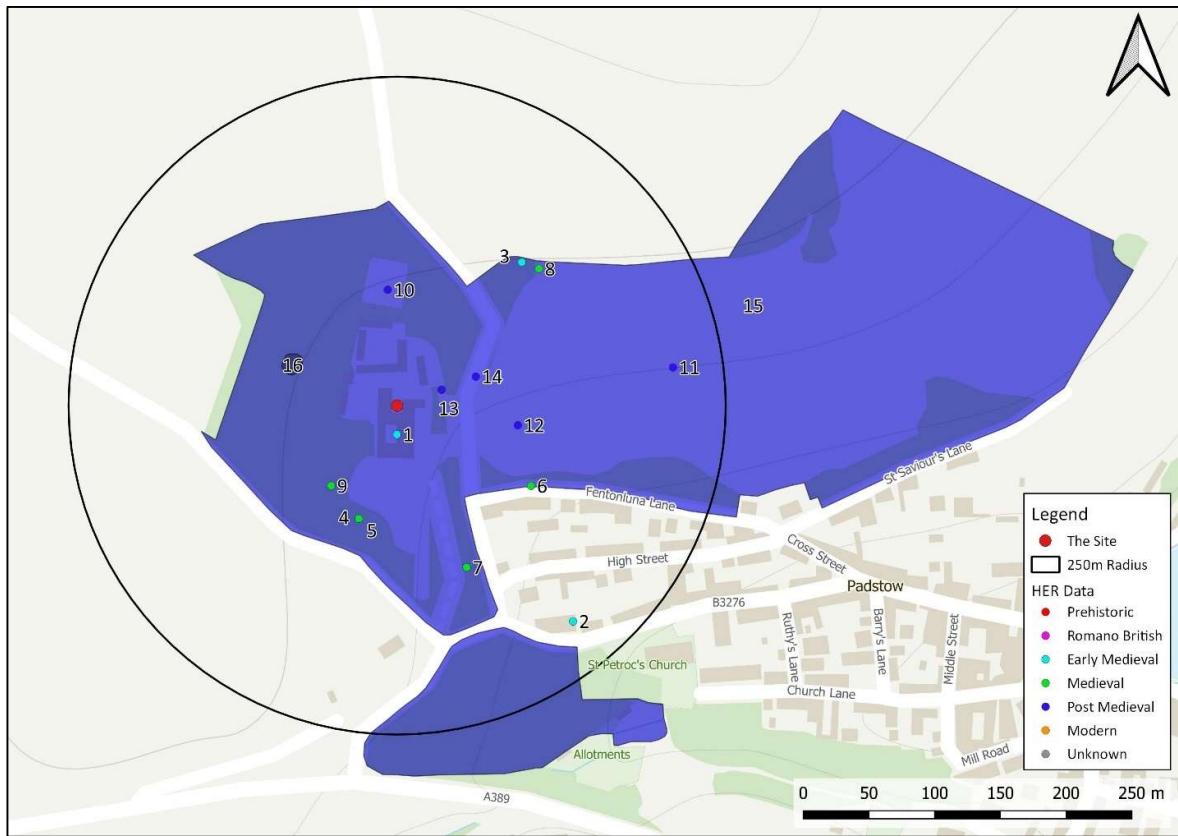 3
8
10
15
16
14
11
13
12
1
9
6
4
5
Fentonluna Lane
St Saviour's Lane
High Street
Cross Street
7
Padstow
B3276
2
Ruthy's Lane
Barry's Lane
Middle Street
St Petroc's Church
Church Lane
Allotments
Mill Road
A389
Legend
The Site
250m Radius
HER Data
Prehistoric
Romano British
Early Medieval
Medieval
Post Medieval
Modern
Unknown
0 50 100 150 200 250 m